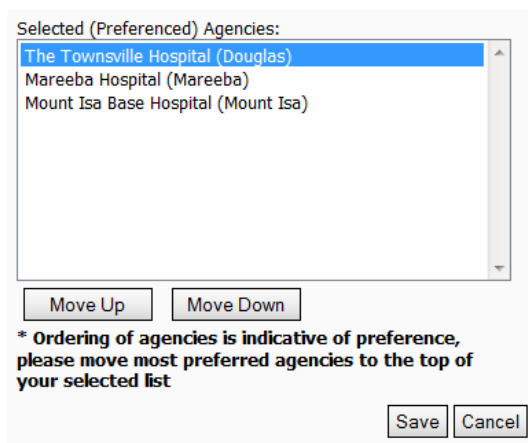 Selected (Preferenced) Agencies:
The Townsville Hospital (Douglas)
Mareeba Hospital (Mareeba)
Mount Isa Base Hospital (Mount Isa)
Move Up Move Down
* Ordering of agencies is indicative of preference,
please move most preferred agencies to the top of
your selected list
Save Cancel